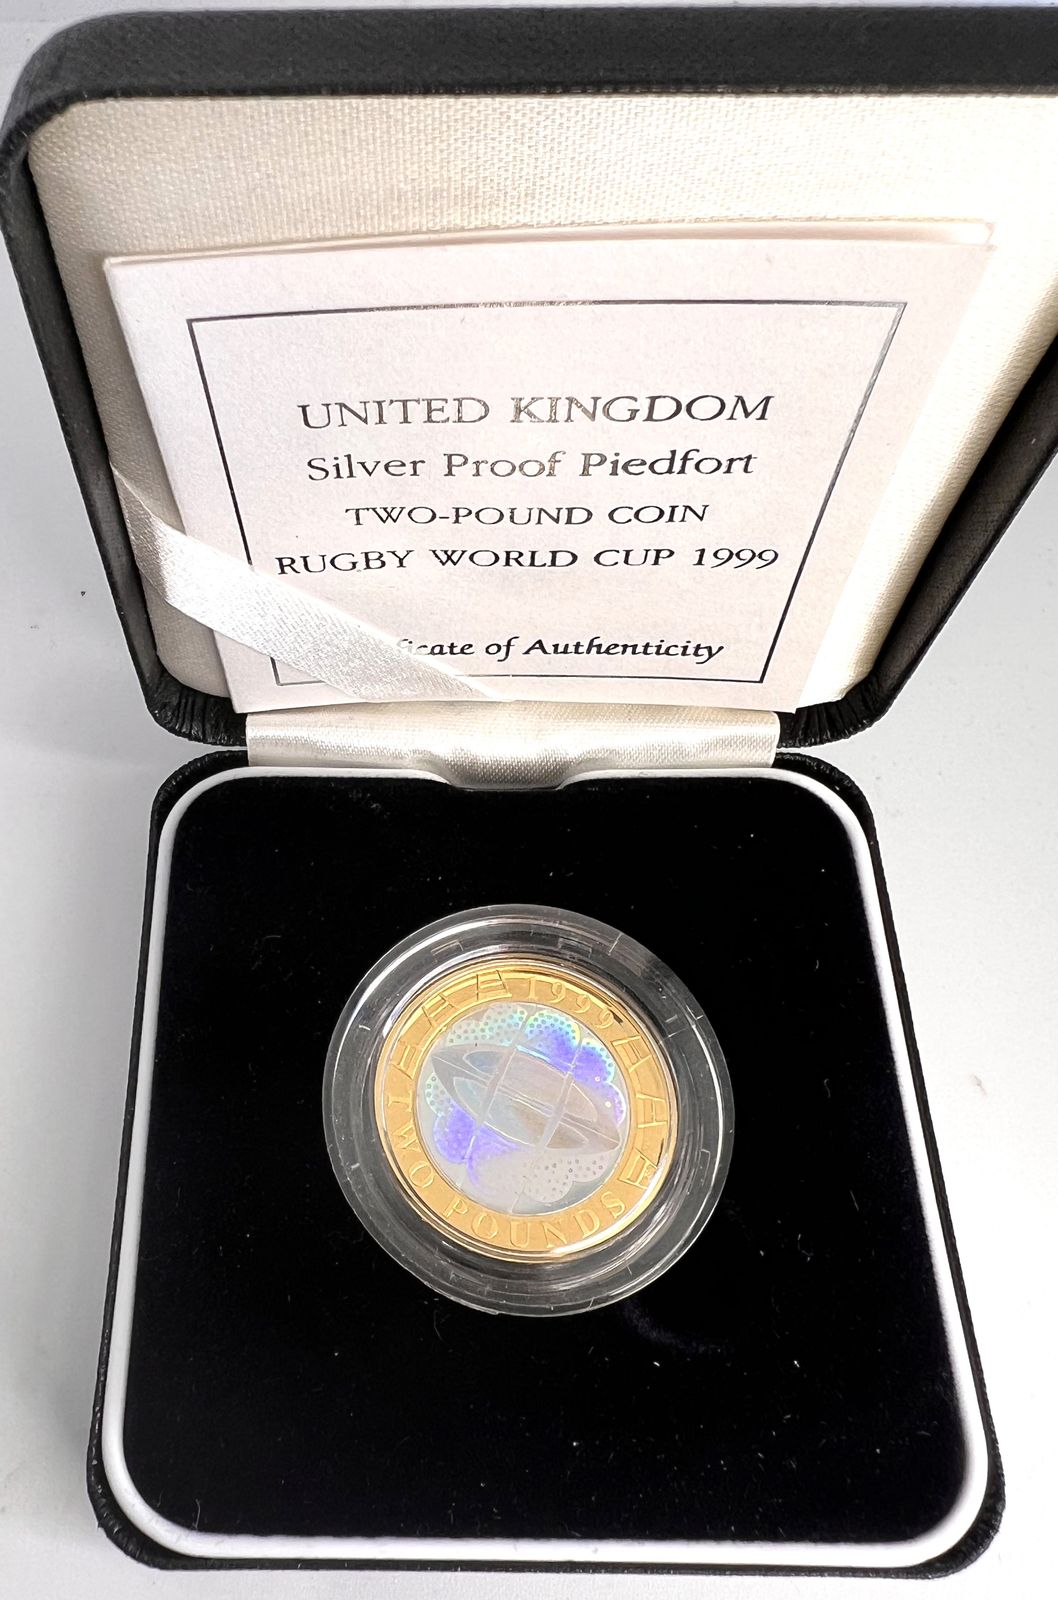 UNITED KINGDOM
Silver Proof Piedfort
TWO-POUND COIN
RUGBY WORLD CUP 1999
ficate of Authenticity
1999
TWO POUNDS